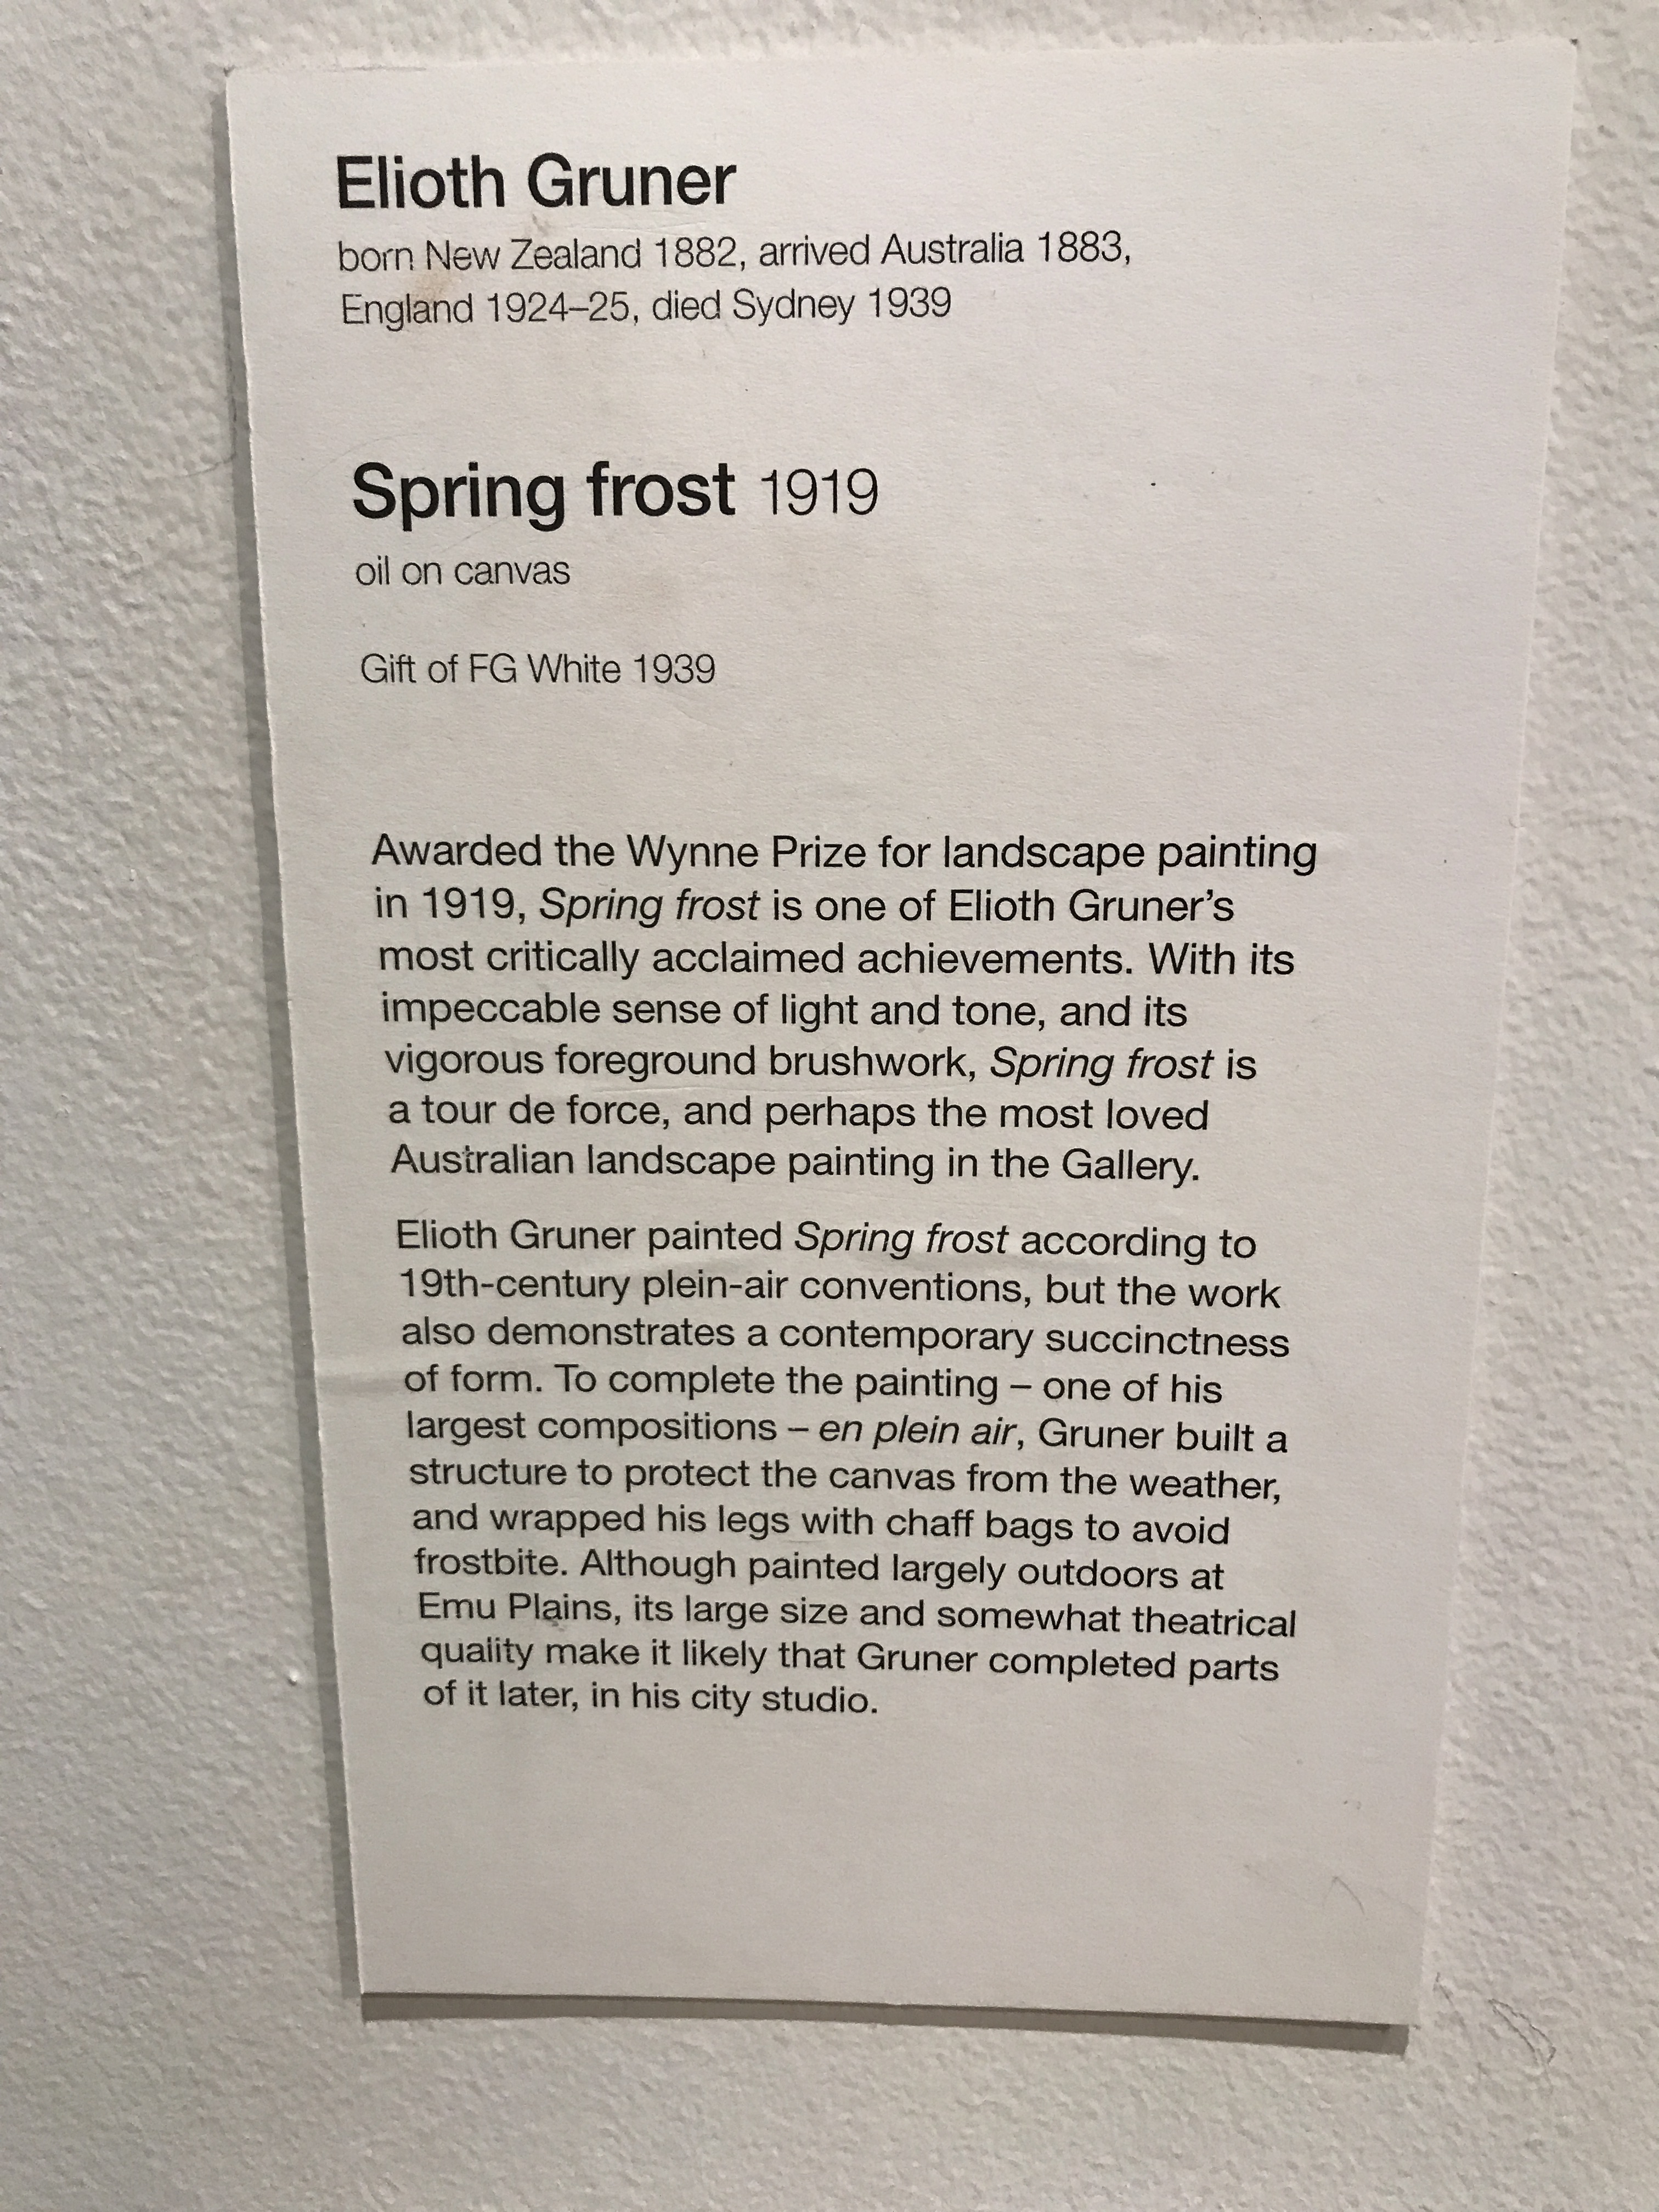 Elioth Gruner
born New Zealand 1882, arrived Australia 1883,
England 1924–25, died Sydney 1939
Spring frost 1919
oil on canvas
Gift of FG White 1939
Awarded the Wynne Prize for landscape painting
in 1919, Spring frost is one of Elioth Gruner’s
most critically acclaimed achievements. With its
impeccable sense of light and tone, and its
vigorous foreground brushwork, Spring frost is
a tour de force, and perhaps the most loved
Australian landscape painting in the Gallery.
Elioth Gruner painted Spring frost according to
19th-century plein-air conventions, but the work
also demonstrates a contemporary succinctness
of form. To complete the painting – one of his
largest compositions – en plein air, Gruner built a
structure to protect the canvas from the weather,
and wrapped his legs with chaff bags to avoid
frostbite. Although painted largely outdoors at
Emu Plains, its large size and somewhat theatrical
quality make it likely that Gruner completed parts
of it later, in his city studio.